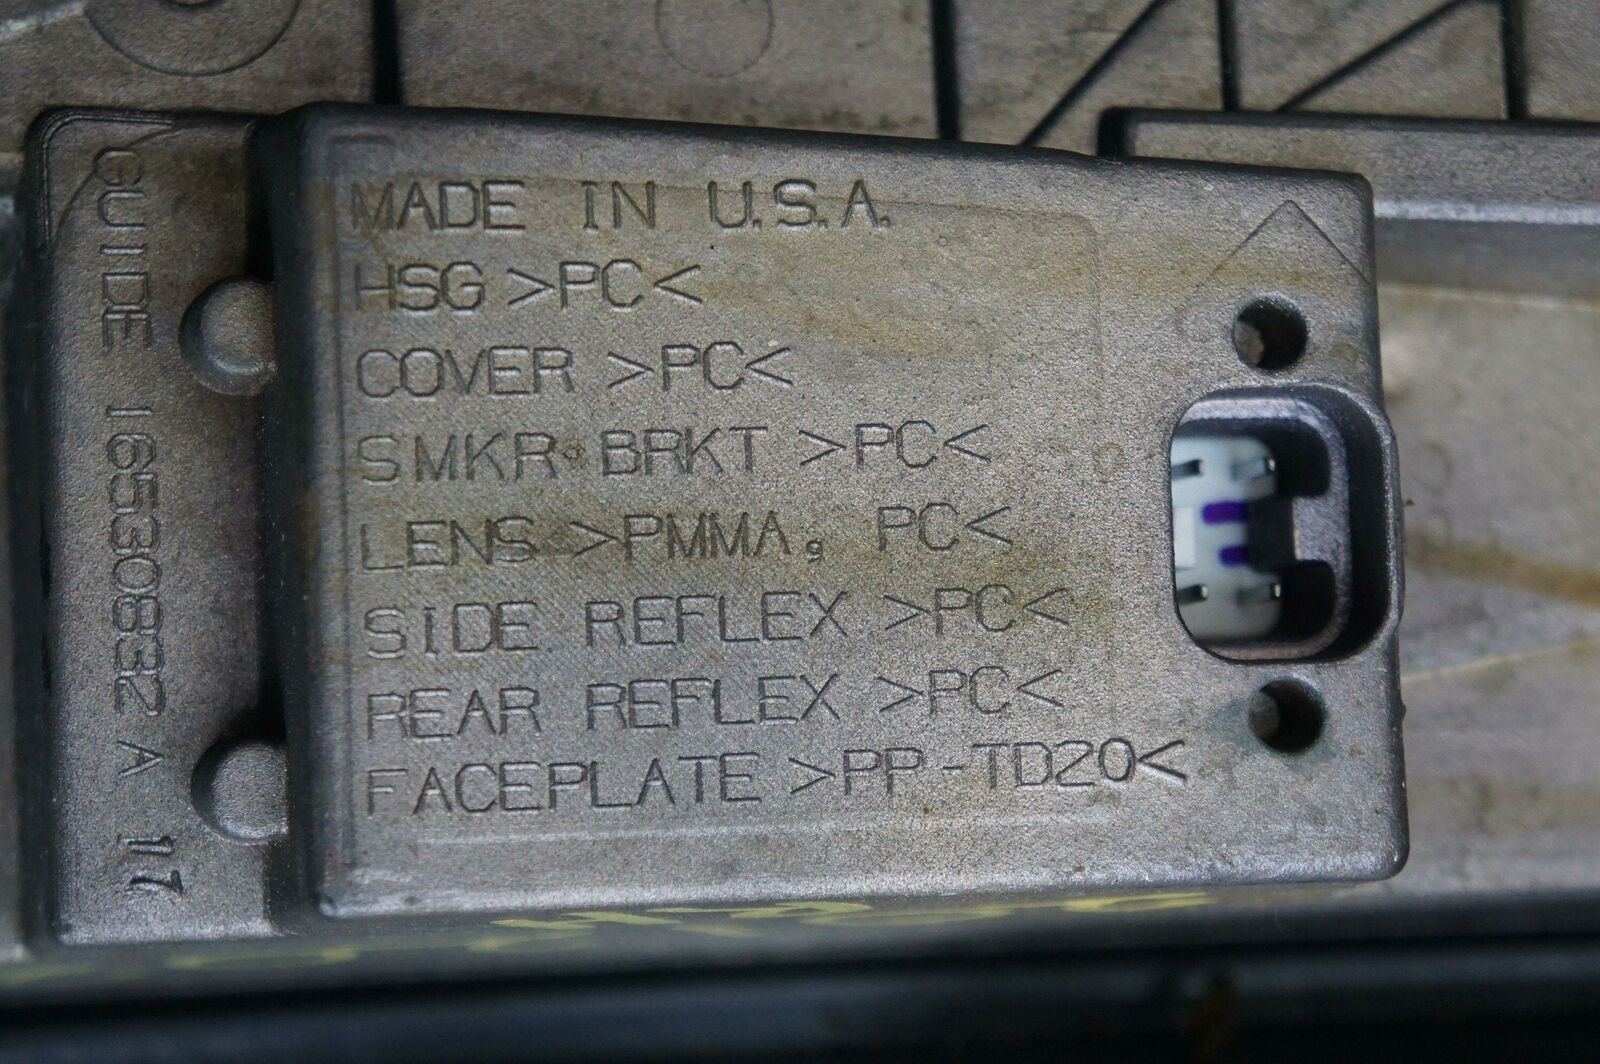 MADE IN U.S.A.
HSG >PC<
COVER >PC<
SMKR BRKT >PC<
LENS >PMMA, PC<
SIDE REFLEX >PC<
REAR REFLEX >PC<
FACEPLATE >PP-TD20<
GUIDE 16530832 A 17